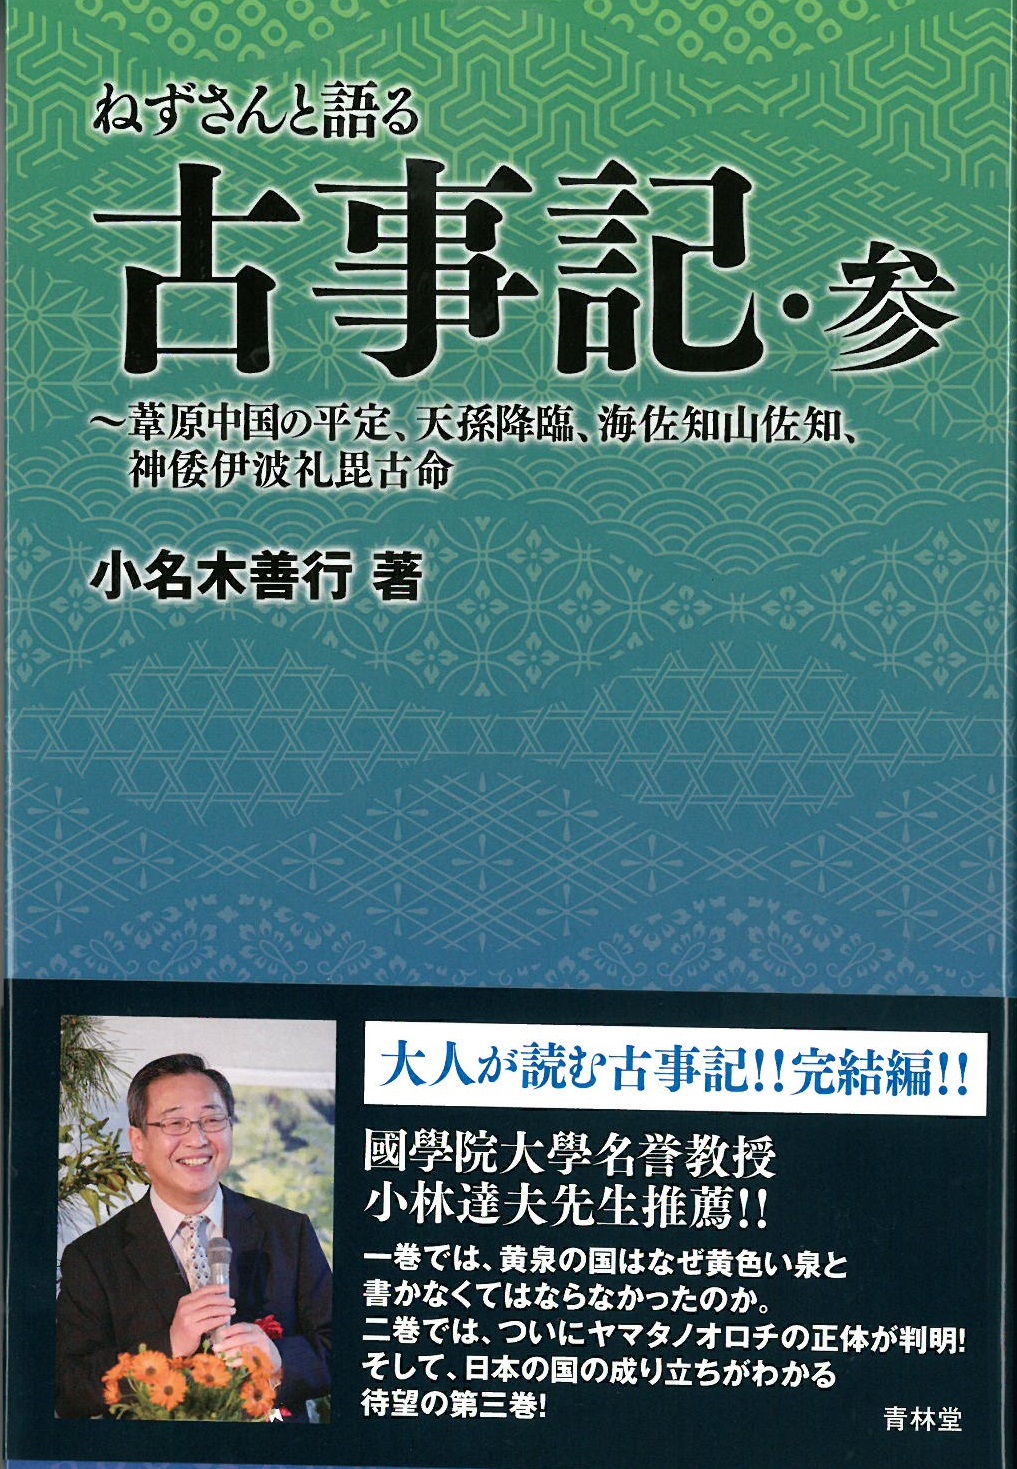 ねずさんと語る
古事記・参
～葦原中国の平定、天孫降臨、海佐知山佐知、
神倭伊波礼毘古命
小名木善行 著
大人が読む古事記!!完結編!!
國學院大學名誉教授
小林達夫先生推薦!!
一巻では、黄泉の国はなぜ黄色い泉と
書かなくてはならなかったのか。
二巻では、ついにヤマタノオロチの正体が判明!
そして、日本の国の成り立ちがわかる
待望の第三巻!
青林堂